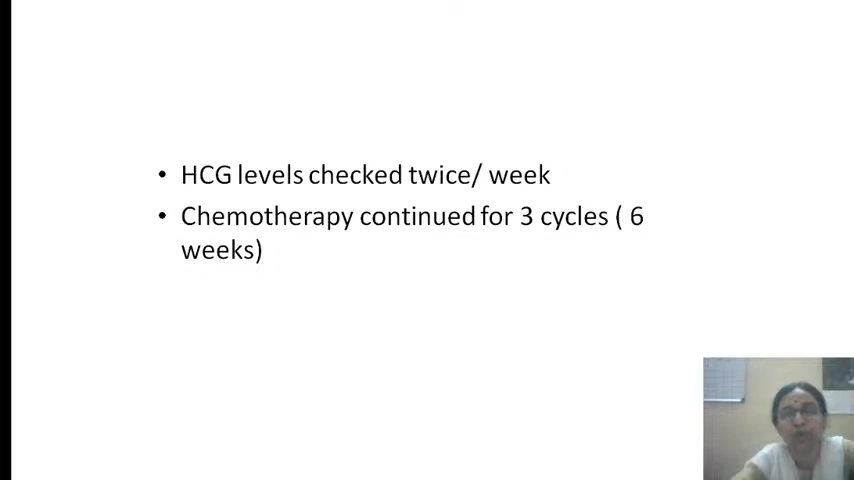 • HCG levels checked twice/ week
• Chemotherapy continued for 3 cycles ( 6
weeks)